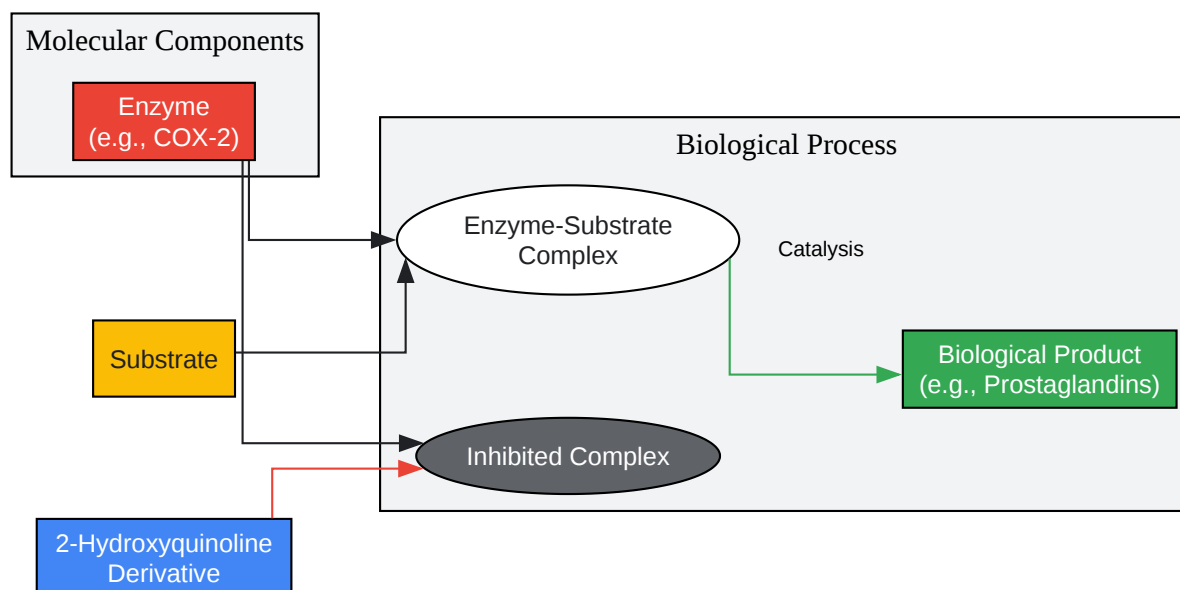 Molecular Components
Enzyme
(e.g., COX-2)
Biological Process
Enzyme-Substrate
Complex
Catalysis
Substrate
Biological Product
(e.g., Prostaglandins)
Inhibited Complex
2-Hydroxyquinoline
Derivative